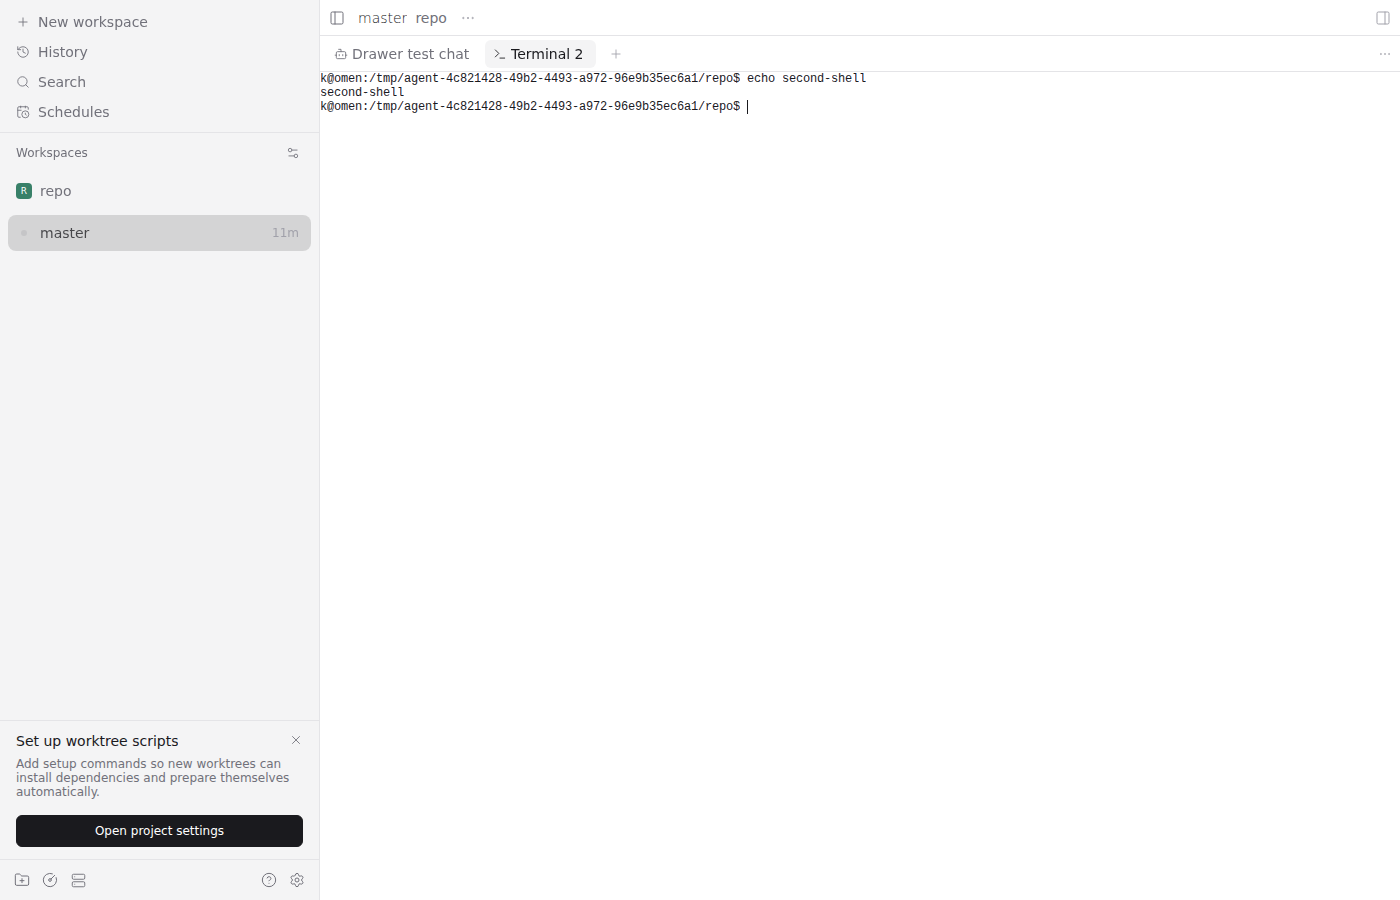 New workspace
History
Search
Schedules
Workspaces
R repo
master 11m
Set up worktree scripts
Add setup commands so new worktrees can
install dependencies and prepare themselves
automatically.
Open project settings
master repo
Drawer test chat
Terminal 2
k@omen:/tmp/agent-4c821428-49b2-4493-a972-96e9b35ec6a1/repo$ echo second-shell
second-shell
k@omen:/tmp/agent-4c821428-49b2-4493-a972-96e9b35ec6a1/repo$